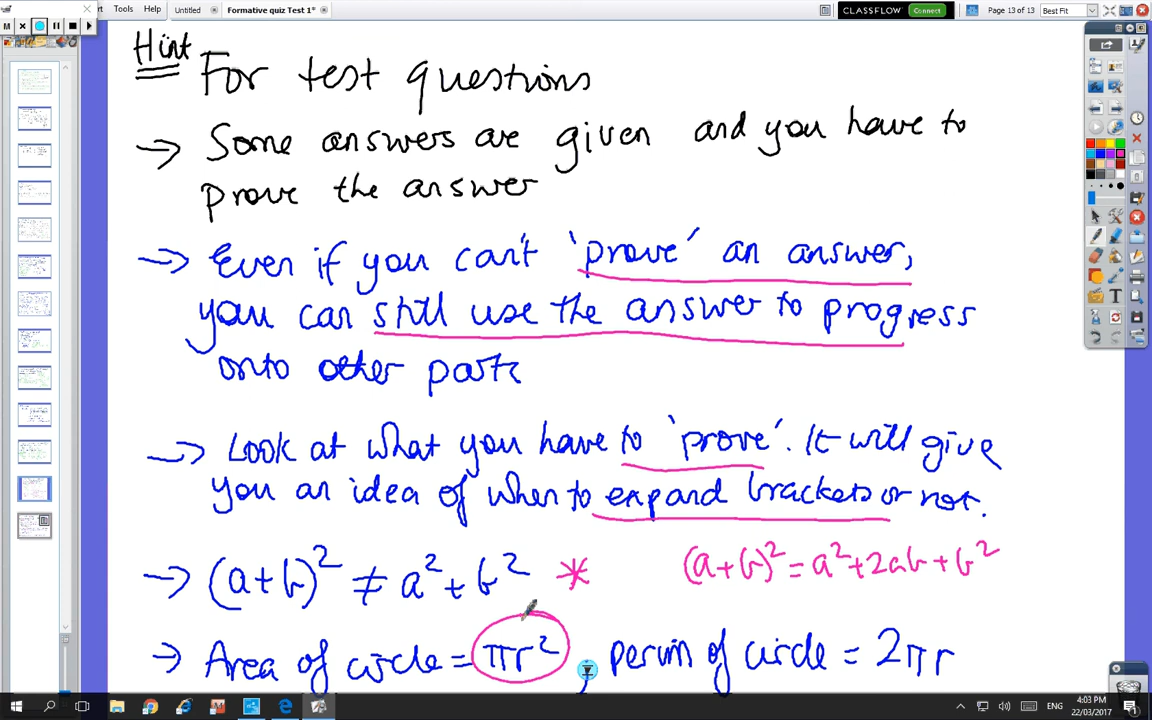 rt Tools Help Untitled Formative quiz Test 1* CLASSFLOW Connect Page 13 of 13 Best Fit
M
Hint
For test questions
→ Some answers are given and you have to
prove the answer
→ Even if you can't 'prove' an answer,
you can still use the answer to progress
onto other parts
→ Look at what you have to 'prove'. It will give
you an idea of when to expand brackets or not.
→ (a+b)² ≠ a²+b² * (a+b)² = a²+2ab+b²
→ Area of circle = πr² , perim of circle = 2πr
ENG 4:03 PM
22/03/2017